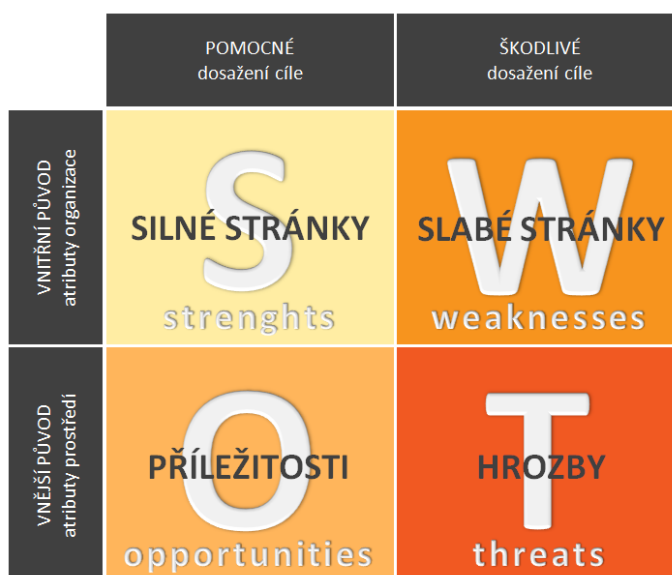 POMOCNÉ
dosažení cíle
ŠKODLIVÉ
dosažení cíle
VNITŘNÍ PŮVOD
atributy organizace
S
SILNÉ STRÁNKY
strenghts
W
SLABÉ STRÁNKY
weaknesses
VNĚJŠÍ PŮVOD
atributy prostředí
O
PŘÍLEŽITOSTI
opportunities
T
HROZBY
threats